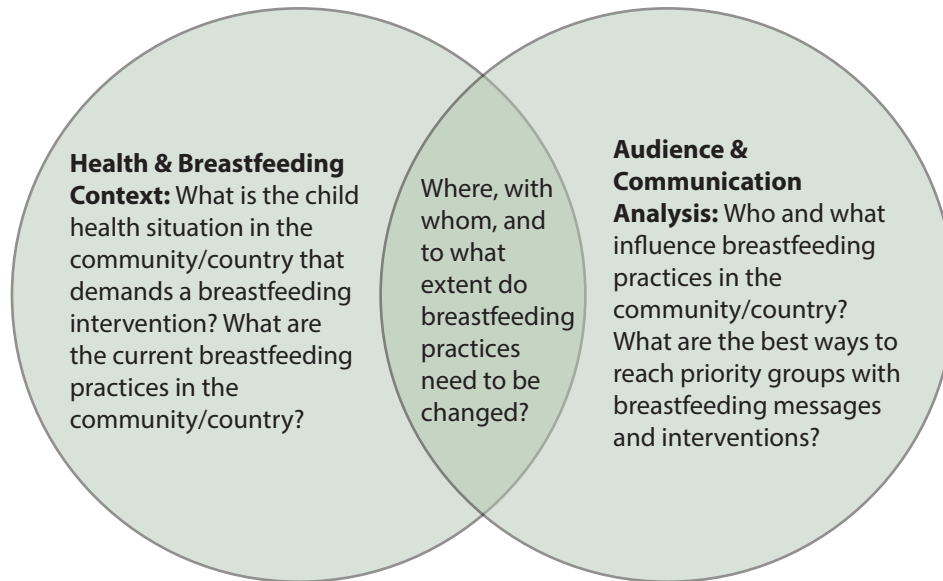 Health & Breastfeeding
Context: What is the child
health situation in the
community/country that
demands a breastfeeding
intervention? What are
the current breastfeeding
practices in the
community/country?
Where, with
whom, and
to what
extent do
breastfeeding
practices
need to be
changed?
Audience &
Communication
Analysis: Who and what
influence breastfeeding
practices in the
community/country?
What are the best ways to
reach priority groups with
breastfeeding messages
and interventions?